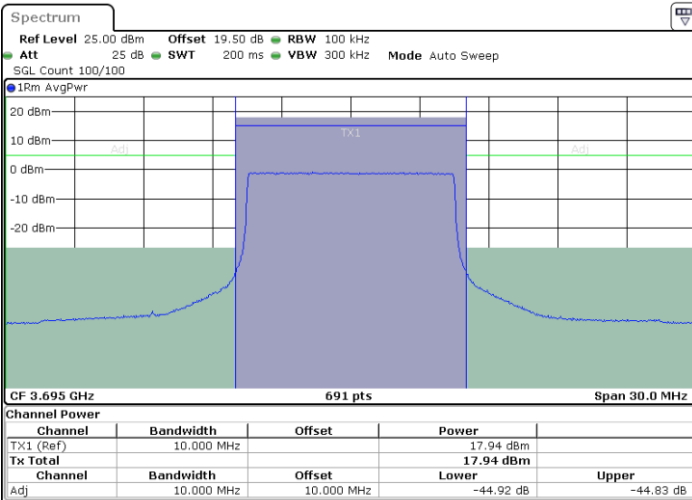 Spectrum
Ref Level 25.00 dBm Offset 19.50 dB RBW 100 kHz
Att 25 dB SWT 200 ms VBW 300 kHz Mode Auto Sweep
SGL Count 100/100
1Rm AvgPwr
20 dBm
TX1
10 dBm
Adj Adj
0 dBm
-10 dBm
-20 dBm
CF 3.695 GHz 691 pts Span 30.0 MHz
Channel Power
Channel Bandwidth Offset Power
TX1 (Ref) 10.000 MHz 17.94 dBm
Tx Total 17.94 dBm
Channel Bandwidth Offset Lower Upper
Adj 10.000 MHz 10.000 MHz -44.92 dB -44.83 dB